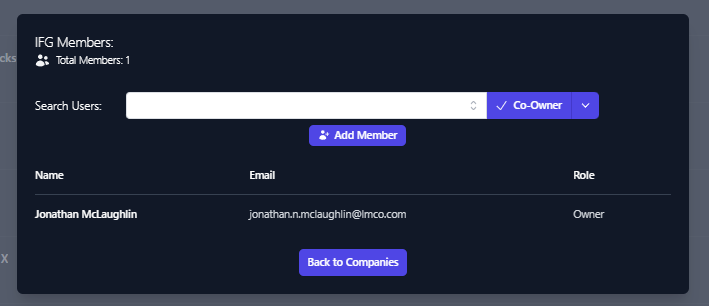 cks
IFG Members:
Total Members: 1
Search Users:
Co-Owner
Add Member
Name Email Role
Jonathan McLaughlin jonathan.n.mclaughlin@lmco.com Owner
X
Back to Companies